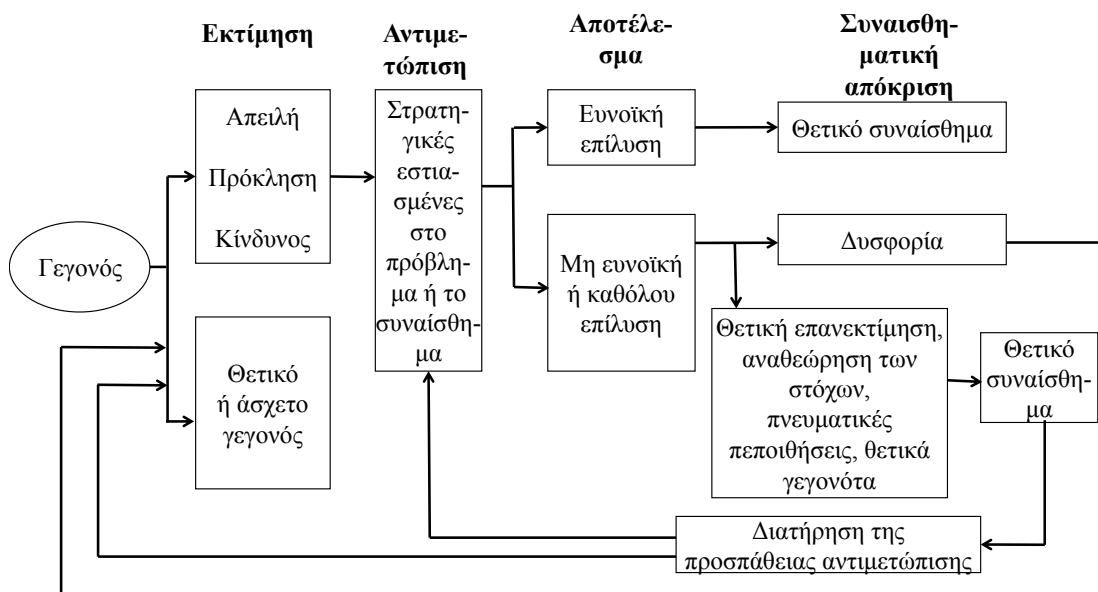 Εκτίμηση
Αντιμε-
τώπιση
Αποτέλε-
σμα
Συναισθη-
ματική
απόκριση
Γεγονός
Απειλή
Πρόκληση
Κίνδυνος
Θετικό
ή άσχετο
γεγονός
Στρατη-
γικές
εστια-
σμένες
στο
πρόβλη-
μα ή το
συναίσθη-
μα
Ευνοϊκή
επίλυση
Μη ευνοϊκή
ή καθόλου
επίλυση
Θετικό συναίσθημα
Δυσφορία
Θετική επανεκτίμηση,
αναθεώρηση των
στόχων,
πνευματικές
πεποιθήσεις, θετικά
γεγονότα
Θετικό
συναίσθη-
μα
Διατήρηση της
προσπάθειας αντιμετώπισης